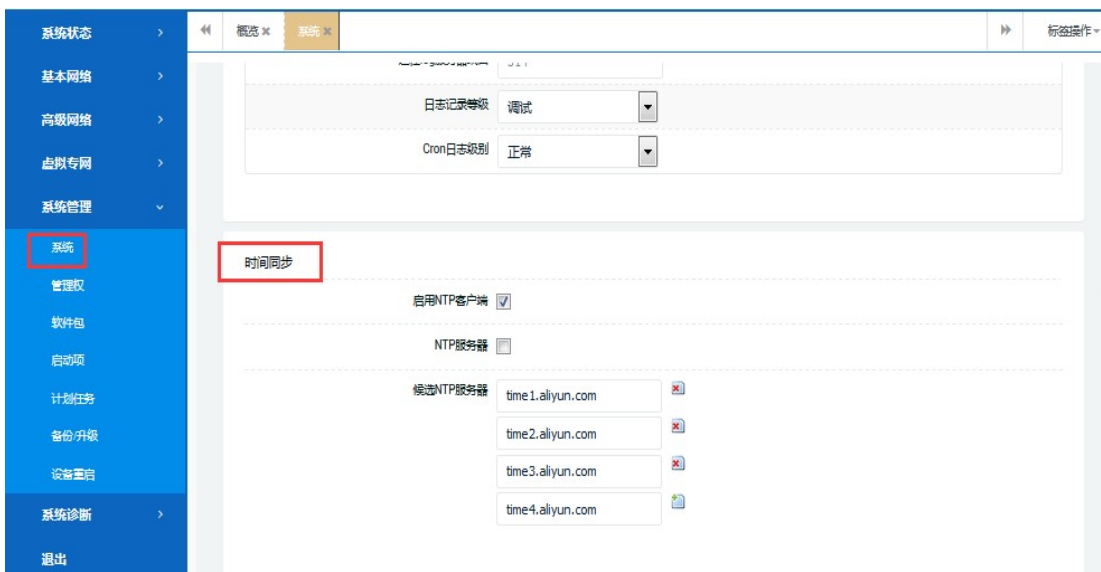 系统状态
基本网络
高级网络
虚拟专网
系统管理
系统
管理权
软件包
启动项
计划任务
备份/升级
设备重启
系统诊断
退出
概览
系统
标签操作
日志记录等级 调试
Cron日志级别 正常
时间同步
启用NTP客户端
NTP服务器
候选NTP服务器 time1.aliyun.com
time2.aliyun.com
time3.aliyun.com
time4.aliyun.com